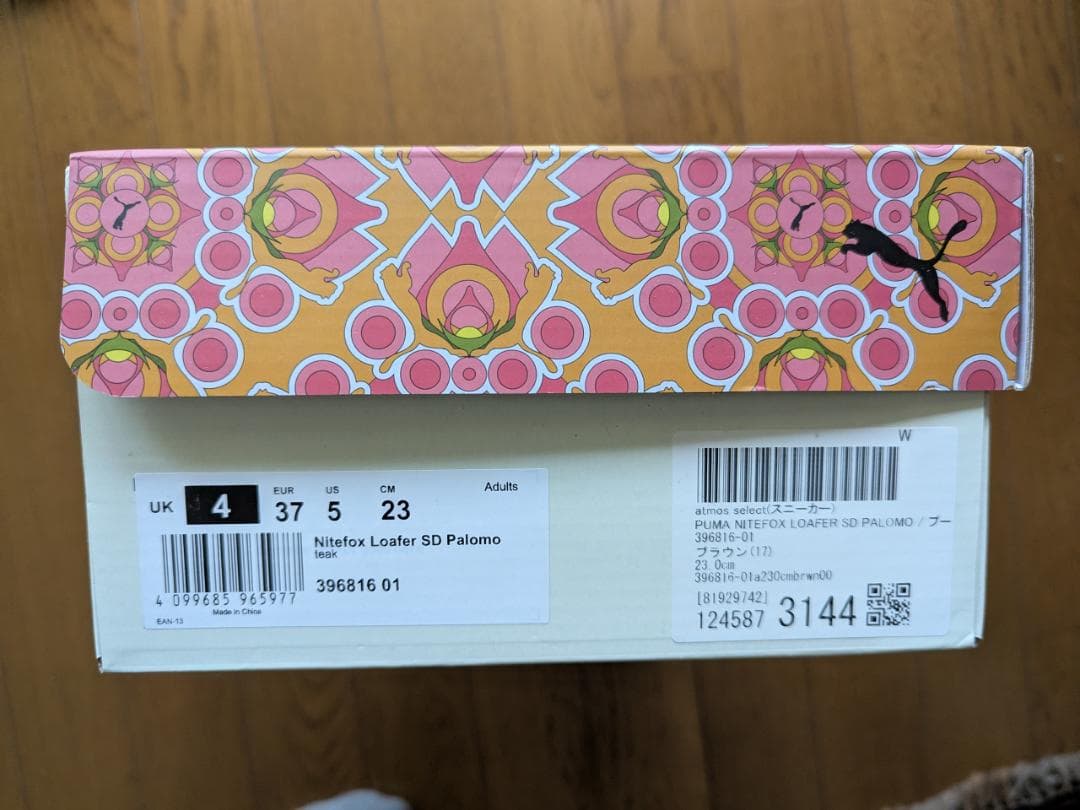 UK 4 EUR 37 US 5 CM 23 Adults
Nitefox Loafer SD Palomo
teak
396816 01
4 099685 965977
Made in China
EAN-13
W
atmos select(スニーカー)
PUMA NITEFOX LOAFER SD PALOMO / プー
396816-01
ブラウン(17)
23.0cm
396816-01a230cmbrwn00
[81929742]
124587 3144